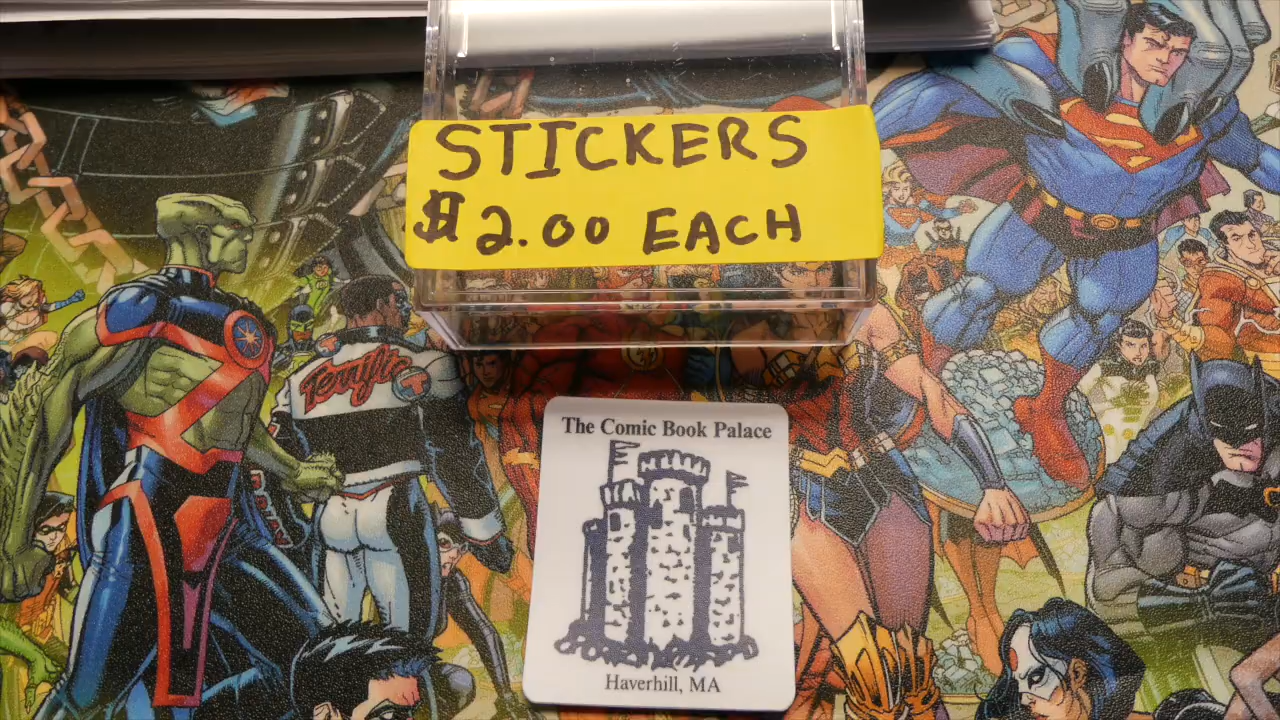 STICKERS
$2.00 EACH
Terrific
T
The Comic Book Palace
Haverhill, MA